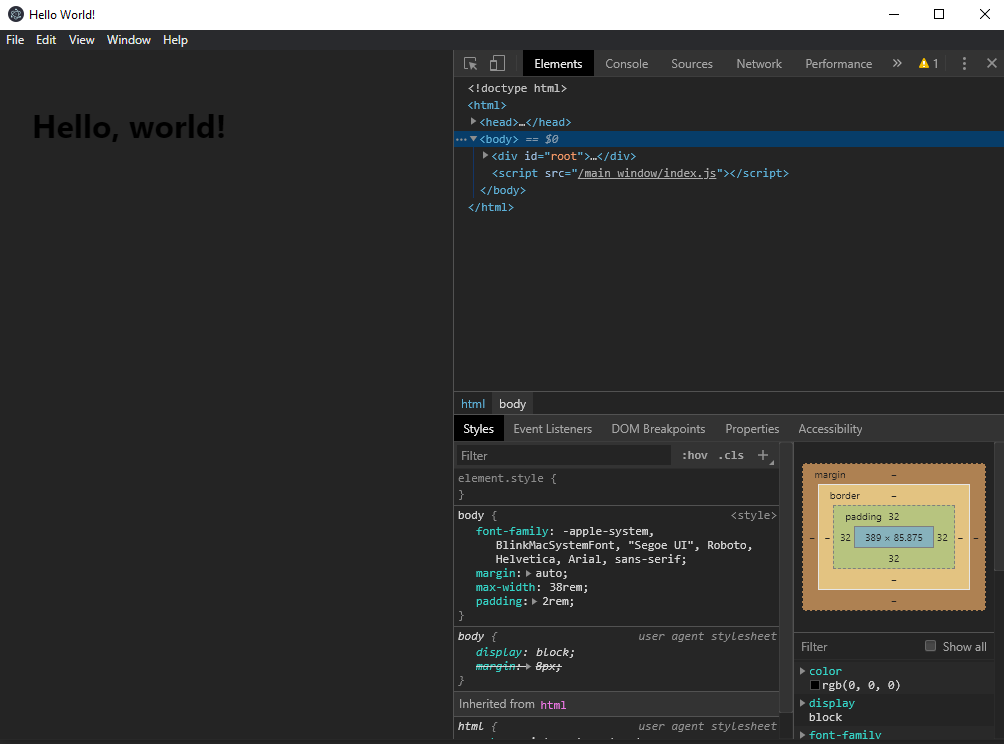 Hello World!
File Edit View Window Help
Elements Console Sources Network Performance » 1
Hello, world!
<!doctype html>
<html>
<head>…</head>
<body> == $0
<div id="root">…</div>
<script src="/main_window/index.js"></script>
</body>
</html>
html body
Styles Event Listeners DOM Breakpoints Properties Accessibility
Filter :hov .cls +
element.style {
}
body { <style>
font-family: -apple-system,
BlinkMacSystemFont, "Segoe UI", Roboto,
Helvetica, Arial, sans-serif;
margin: auto;
max-width: 38rem;
padding: 2rem;
}
body { user agent stylesheet
display: block;
margin: 8px;
}
Inherited from html
html { user agent stylesheet
margin –
border –
padding 32
– – 32 389 × 85.875 32 – –
32
–
–
Filter Show all
color
rgb(0, 0, 0)
display
block
font-family